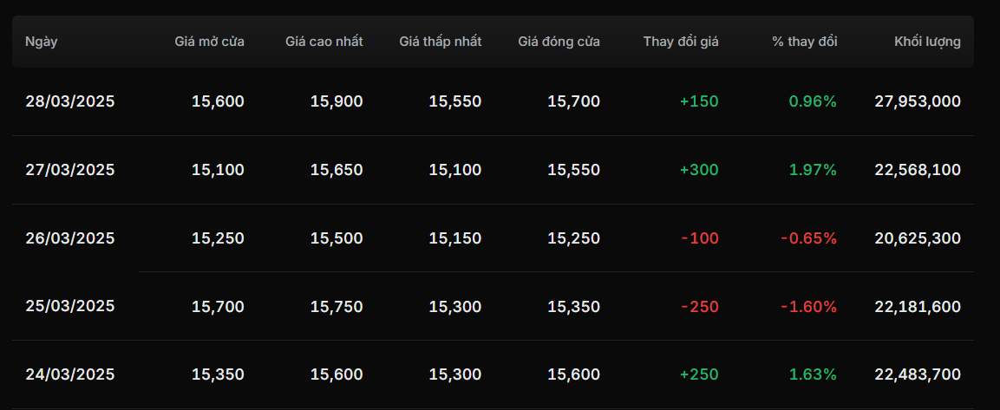 Ngày Giá mở cửa Giá cao nhất Giá thấp nhất Giá đóng cửa Thay đổi giá % thay đổi Khối lượng
28/03/2025 15,600 15,900 15,550 15,700 +150 0.96% 27,953,000
27/03/2025 15,100 15,650 15,100 15,550 +300 1.97% 22,568,100
26/03/2025 15,250 15,500 15,150 15,250 -100 -0.65% 20,625,300
25/03/2025 15,700 15,750 15,300 15,350 -250 -1.60% 22,181,600
24/03/2025 15,350 15,600 15,300 15,600 +250 1.63% 22,483,700